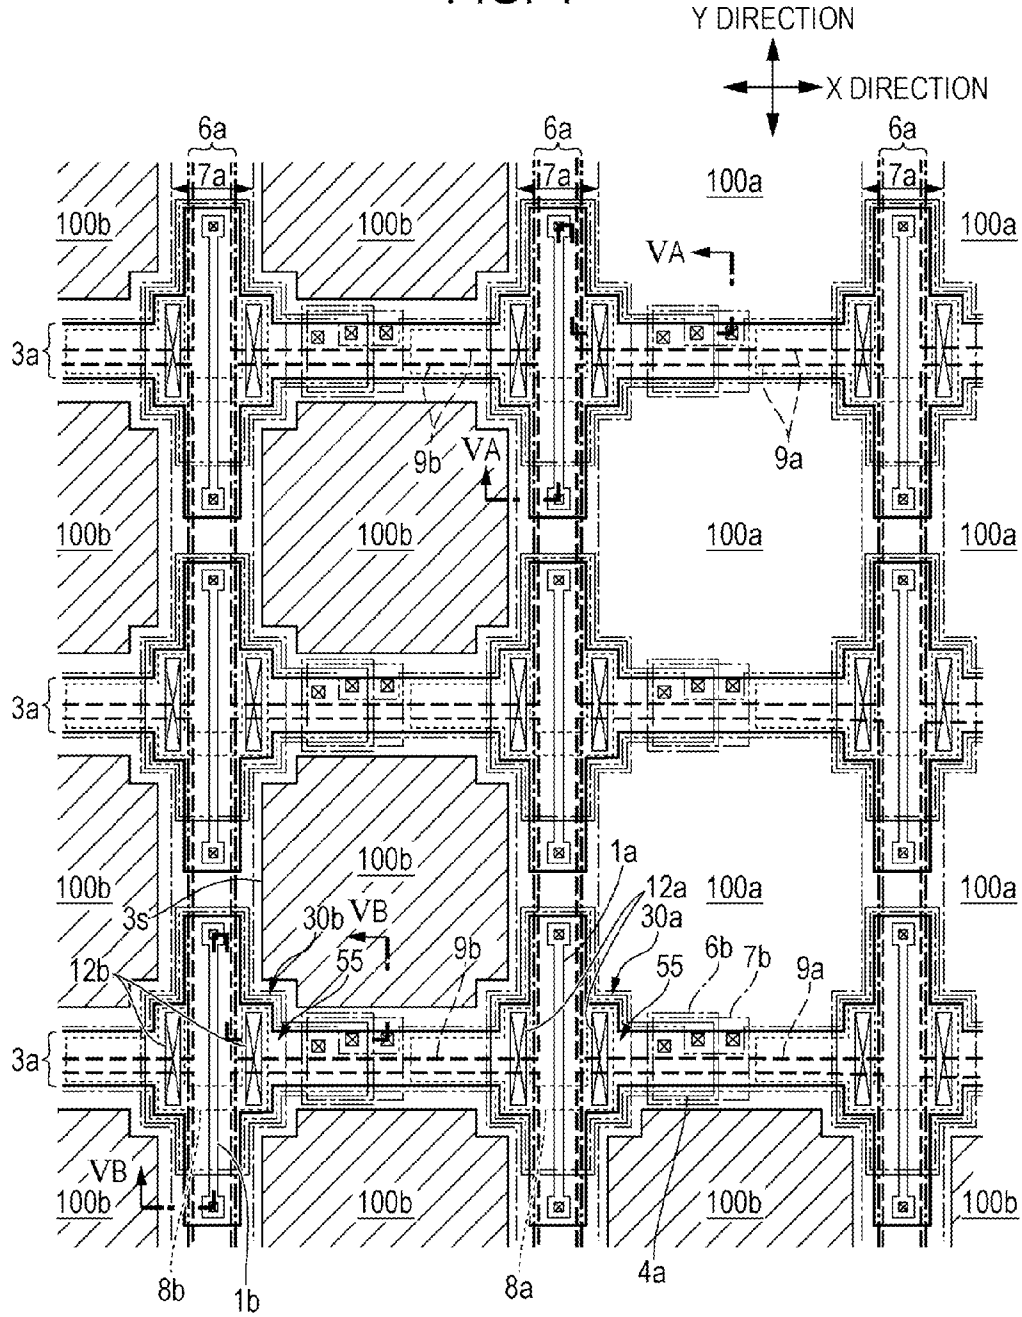 Y DIRECTION
X DIRECTION
6a 6a 6a
7a 7a 100a 7a
100b 100b 100a
VA
3a
9b VA 9a
100b 100b 100a 100a
3a
100b 1a
100b 12a 100a 100a
3s 30b VB 30a
12b 55 9b 6b 7b 9a
55
3a
VB
100b 100b 100b 100b
8b 1b 8a 4a